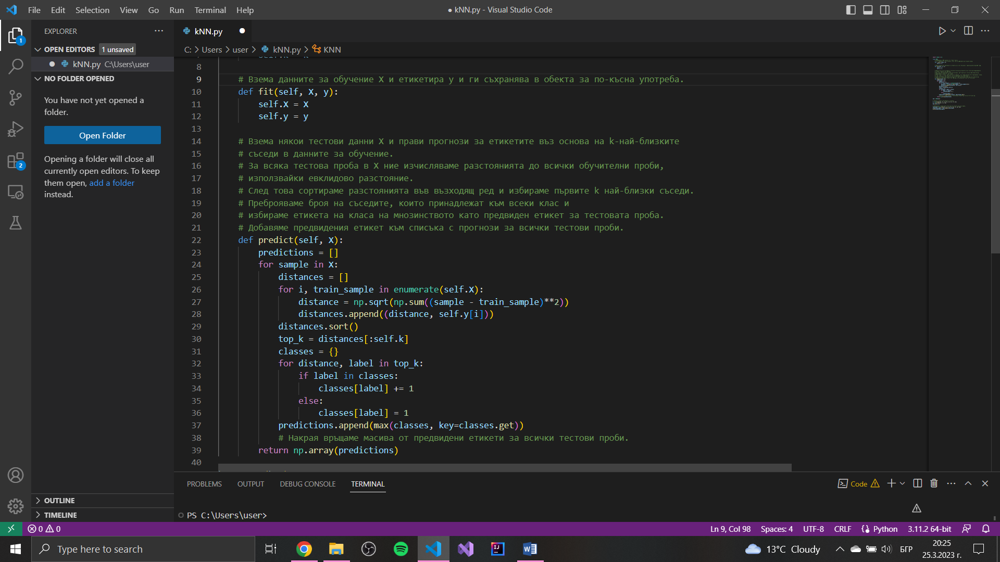 File Edit Selection View Go Run Terminal Help
● kNN.py - Visual Studio Code
EXPLORER
OPEN EDITORS 1 unsaved
kNN.py C:\Users\user
NO FOLDER OPENED
You have not yet opened a
folder.
Open Folder
Opening a folder will close all
currently open editors. To keep
them open, add a folder
instead.
OUTLINE
TIMELINE
1
2
kNN.py
C: > Users > user > kNN.py > KNN
8
9 # Взема данните за обучение X и етикетира y и ги съхранява в обекта за по-късна употреба.
10 def fit(self, X, y):
11 self.X = X
12 self.y = y
13
14 # Взема някои тестови данни X и прави прогнози за етикетите въз основа на k-най-близките
15 # съседи в данните за обучение.
16 # За всяка тестова проба в X ние изчисляваме разстоянията до всички обучителни проби,
17 # използвайки евклидово разстояние.
18 # След това сортираме разстоянията във възходящ ред и избираме първите k най-близки съседи.
19 # Преброяваме броя на съседите, които принадлежат към всеки клас и
20 # избираме етикета на класа на мнозинството като предвиден етикет за тестовата проба.
21 # Добавяме предвидения етикет към списъка с прогнози за всички тестови проби.
22 def predict(self, X):
23 predictions = []
24 for sample in X:
25 distances = []
26 for i, train_sample in enumerate(self.X):
27 distance = np.sqrt(np.sum((sample - train_sample)**2))
28 distances.append((distance, self.y[i]))
29 distances.sort()
30 top_k = distances[:self.k]
31 classes = {}
32 for distance, label in top_k:
33 if label in classes:
34 classes[label] += 1
35 else:
36 classes[label] = 1
37 predictions.append(max(classes, key=classes.get))
38 # Накрая връщаме масива от предвидени етикети за всички тестови проби.
39 return np.array(predictions)
40
PROBLEMS OUTPUT DEBUG CONSOLE TERMINAL
Code
PS C:\Users\user>
0 0
Ln 9, Col 98 Spaces: 4 UTF-8 CRLF Python 3.11.2 64-bit
Type here to search
13°C Cloudy
БГР
20:25
25.3.2023 г.